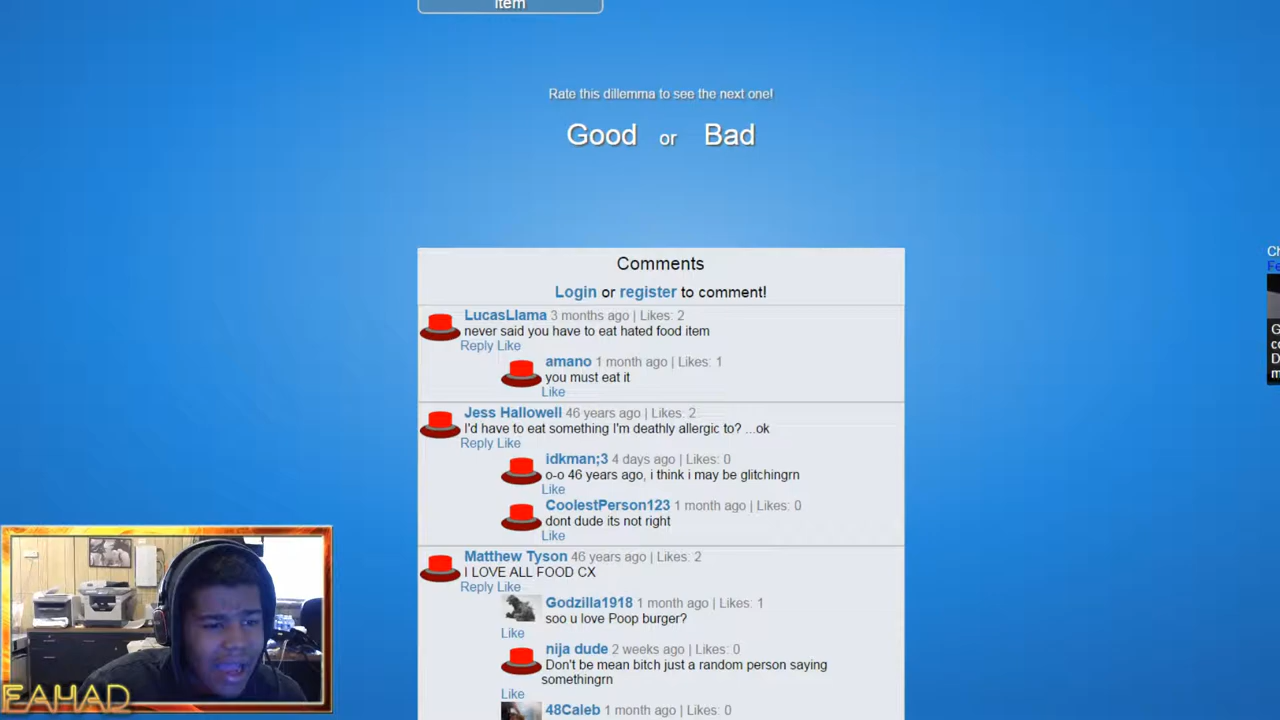 item
Rate this dillemma to see the next one!
Good or Bad
Comments
Login or register to comment!
LucasLlama 3 months ago | Likes: 2
never said you have to eat hated food item
Reply Like
amano 1 month ago | Likes: 1
you must eat it
Like
Jess Hallowell 46 years ago | Likes: 2
I'd have to eat something I'm deathly allergic to? ...ok
Reply Like
idkman;3 4 days ago | Likes: 0
o-o 46 years ago, i think i may be glitchingrn
Like
CoolestPerson123 1 month ago | Likes: 0
dont dude its not right
Like
Matthew Tyson 46 years ago | Likes: 2
I LOVE ALL FOOD CX
Reply Like
Godzilla1918 1 month ago | Likes: 1
soo u love Poop burger?
Like
nija dude 2 weeks ago | Likes: 0
Don't be mean bitch just a random person saying
somethingrn
Like
48Caleb 1 month ago | Likes: 0
FAHAD